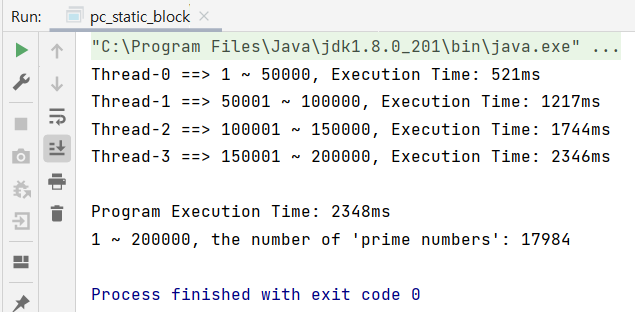 Run: pc_static_block
"C:\Program Files\Java\jdk1.8.0_201\bin\java.exe" ...
Thread-0 ==> 1 ~ 50000, Execution Time: 521ms
Thread-1 ==> 50001 ~ 100000, Execution Time: 1217ms
Thread-2 ==> 100001 ~ 150000, Execution Time: 1744ms
Thread-3 ==> 150001 ~ 200000, Execution Time: 2346ms
Program Execution Time: 2348ms
1 ~ 200000, the number of 'prime numbers': 17984
Process finished with exit code 0